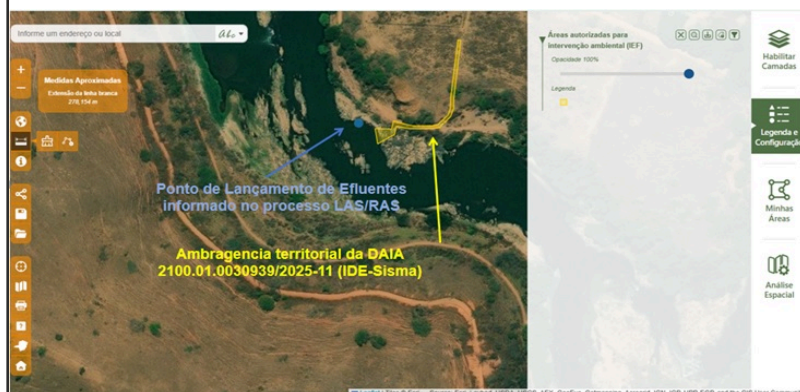 Informe um endereço ou local
Abc
Medidas Aproximadas
Extensão da linha branca
278,154 m
Ponto de Lançamento de Efluentes
informado no processo LAS/RAS
Ambragencia territorial da DAIA
2100.01.0030939/2025-11 (IDE-Sisma)
Áreas autorizadas para
intervenção ambiental (IEF)
Opacidade 100%
Legenda
Habilitar
Camadas
Legenda e
Configuração
Minhas
Áreas
Análise
Espacial